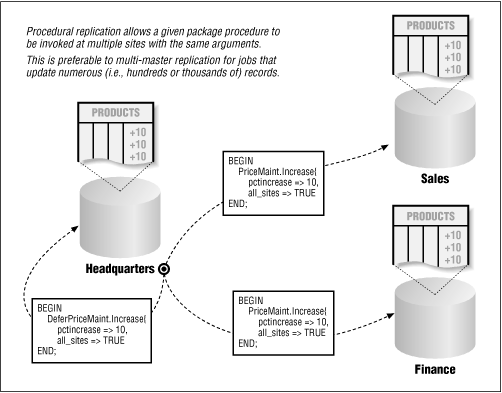 Procedural replication allows a given package procedure to
be invoked at multiple sites with the same arguments.
This is preferable to multi-master replication for jobs that
update numerous (i.e., hundreds or thousands of) records.
PRODUCTS
+10
+10
+10
Sales
PRODUCTS
+10
+10
+10
Headquarters
BEGIN
PriceMaint.Increase(
pctincrease => 10,
all_sites => TRUE
END;
PRODUCTS
+10
+10
+10
Finance
BEGIN
DeferPriceMaint.Increase(
pctincrease => 10,
all_sites => TRUE
END;
BEGIN
PriceMaint.Increase(
pctincrease => 10,
all_sites => TRUE
END;